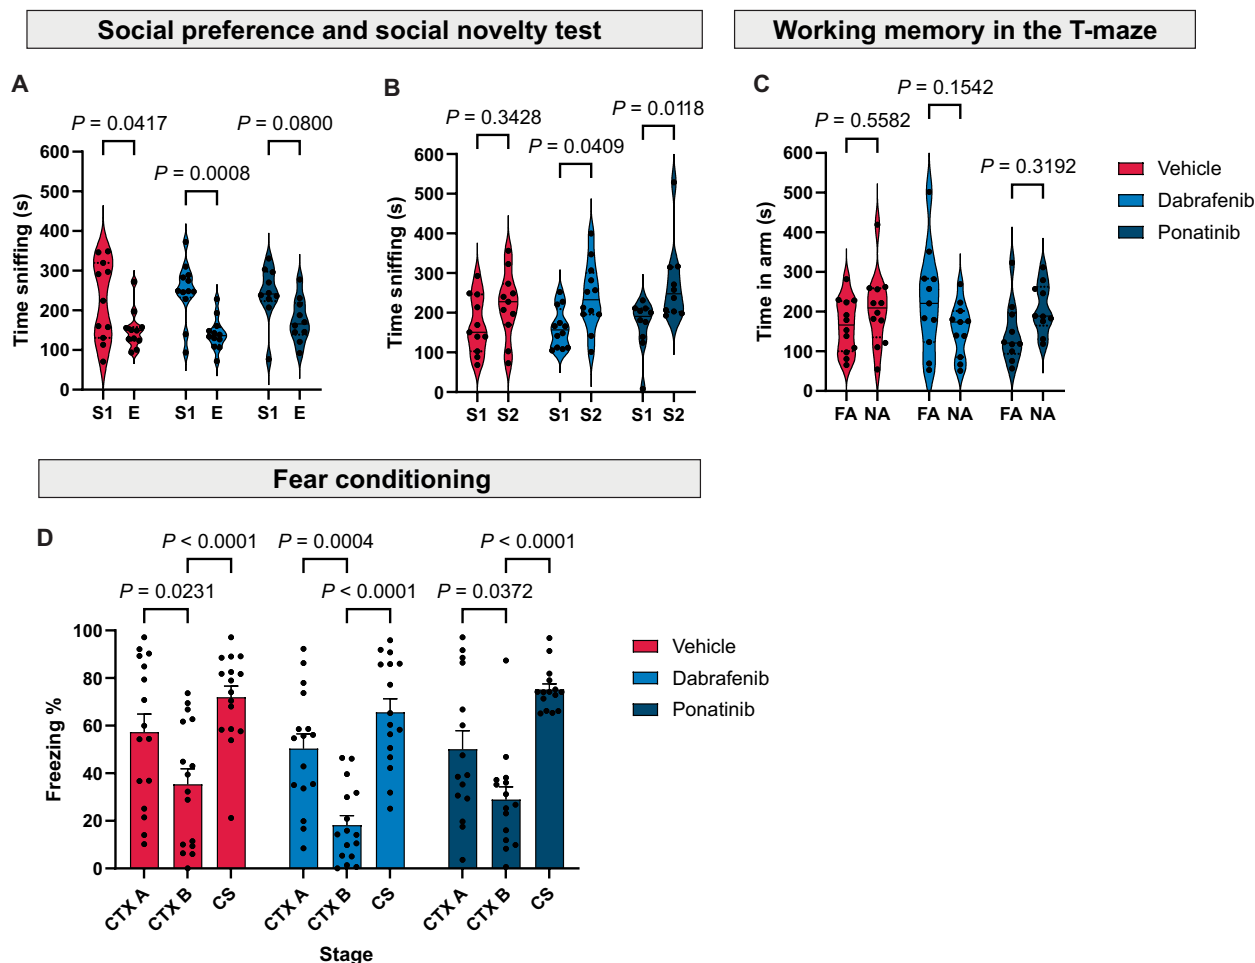 Social preference and social novelty test
Working memory in the T-maze
A
P = 0.0417
P = 0.0008
P = 0.0800
Time sniffing (s)
600
500
400
300
200
100
0
S1 E S1 E S1 E
B
P = 0.3428
P = 0.0409
P = 0.0118
Time sniffing (s)
600
500
400
300
200
100
0
S1 S2 S1 S2 S1 S2
C
P = 0.5582
P = 0.1542
P = 0.3192
Time in arm (s)
600
500
400
300
200
100
0
FA NA FA NA FA NA
Vehicle
Dabrafenib
Ponatinib
Fear conditioning
D
P < 0.0001
P = 0.0231
P = 0.0004
P < 0.0001
P < 0.0001
P = 0.0372
Freezing %
100
80
60
40
20
0
CTX A CTX B CS CTX A CTX B CS CTX A CTX B CS
Stage
Vehicle
Dabrafenib
Ponatinib